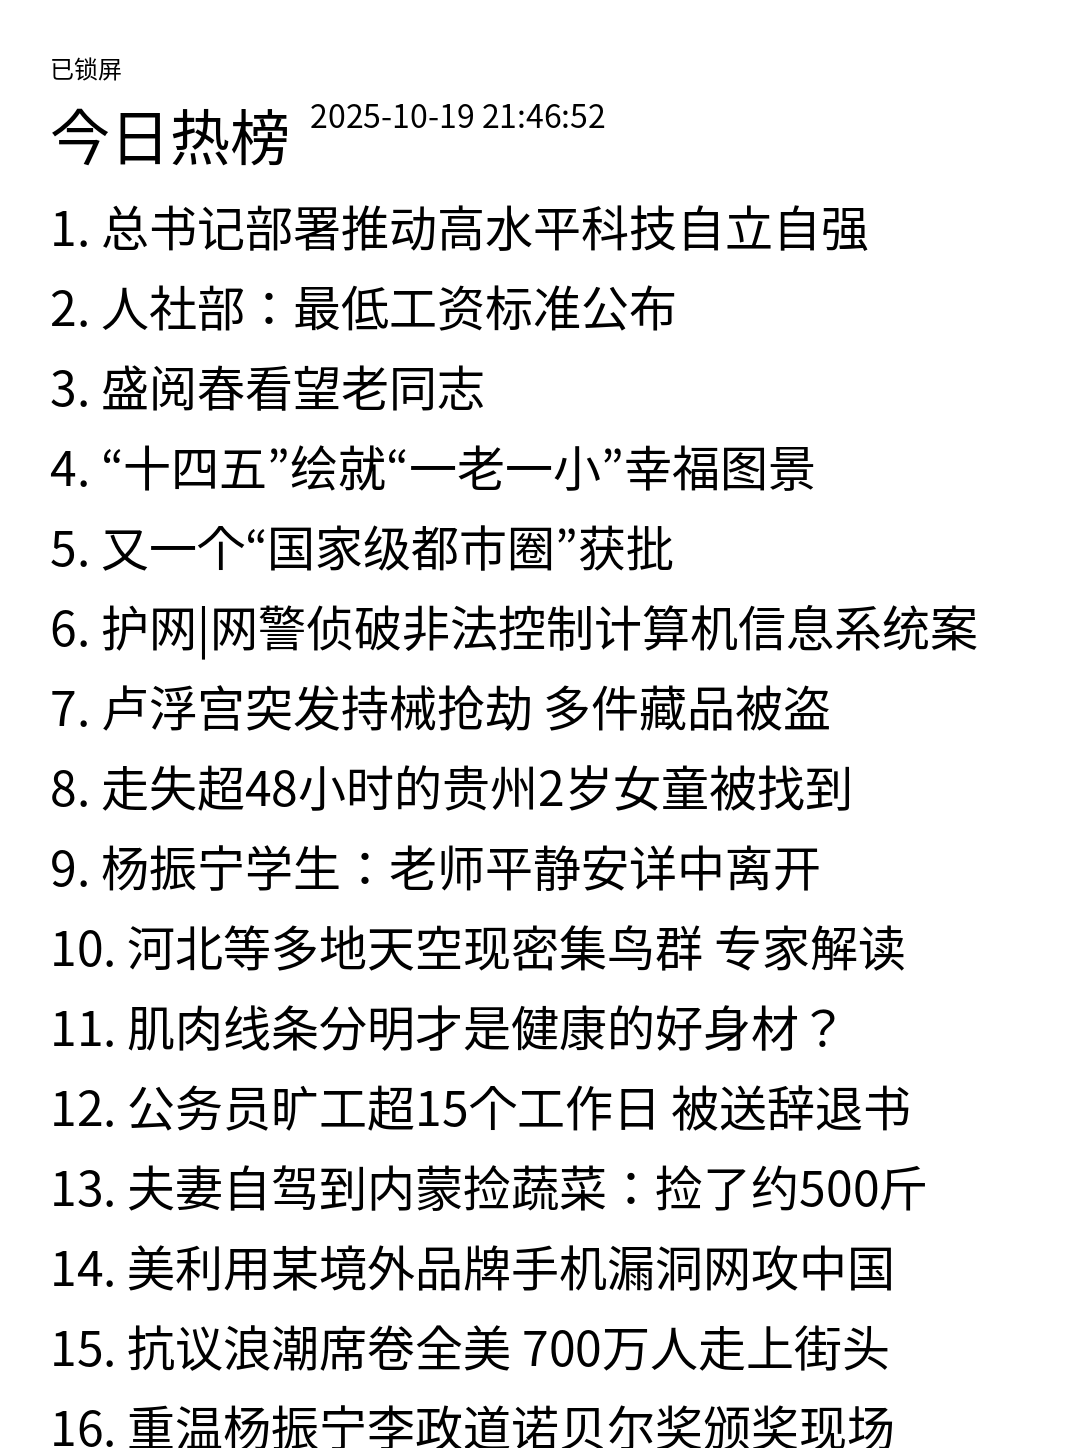 已锁屏
今日热榜 2025-10-19 21:46:52
1. 总书记部署推动高水平科技自立自强
2. 人社部：最低工资标准公布
3. 盛阅春看望老同志
4. “十四五”绘就“一老一小”幸福图景
5. 又一个“国家级都市圈”获批
6. 护网|网警侦破非法控制计算机信息系统案
7. 卢浮宫突发持械抢劫 多件藏品被盗
8. 走失超48小时的贵州2岁女童被找到
9. 杨振宁学生：老师平静安详中离开
10. 河北等多地天空现密集鸟群 专家解读
11. 肌肉线条分明才是健康的好身材？
12. 公务员旷工超15个工作日 被送辞退书
13. 夫妻自驾到内蒙捡蔬菜：捡了约500斤
14. 美利用某境外品牌手机漏洞网攻中国
15. 抗议浪潮席卷全美 700万人走上街头
16. 重温杨振宁李政道诺贝尔奖颁奖现场